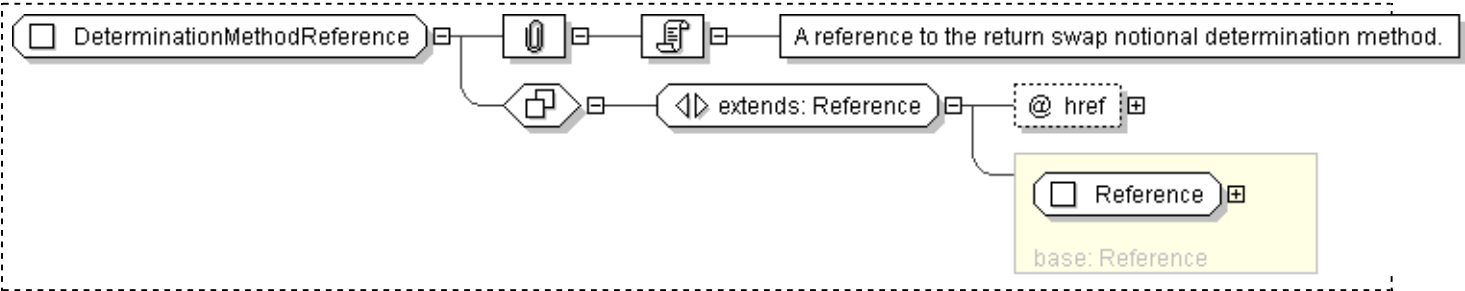 DeterminationMethodReference
A reference to the return swap notional determination method.
extends: Reference
@ href
Reference
base: Reference